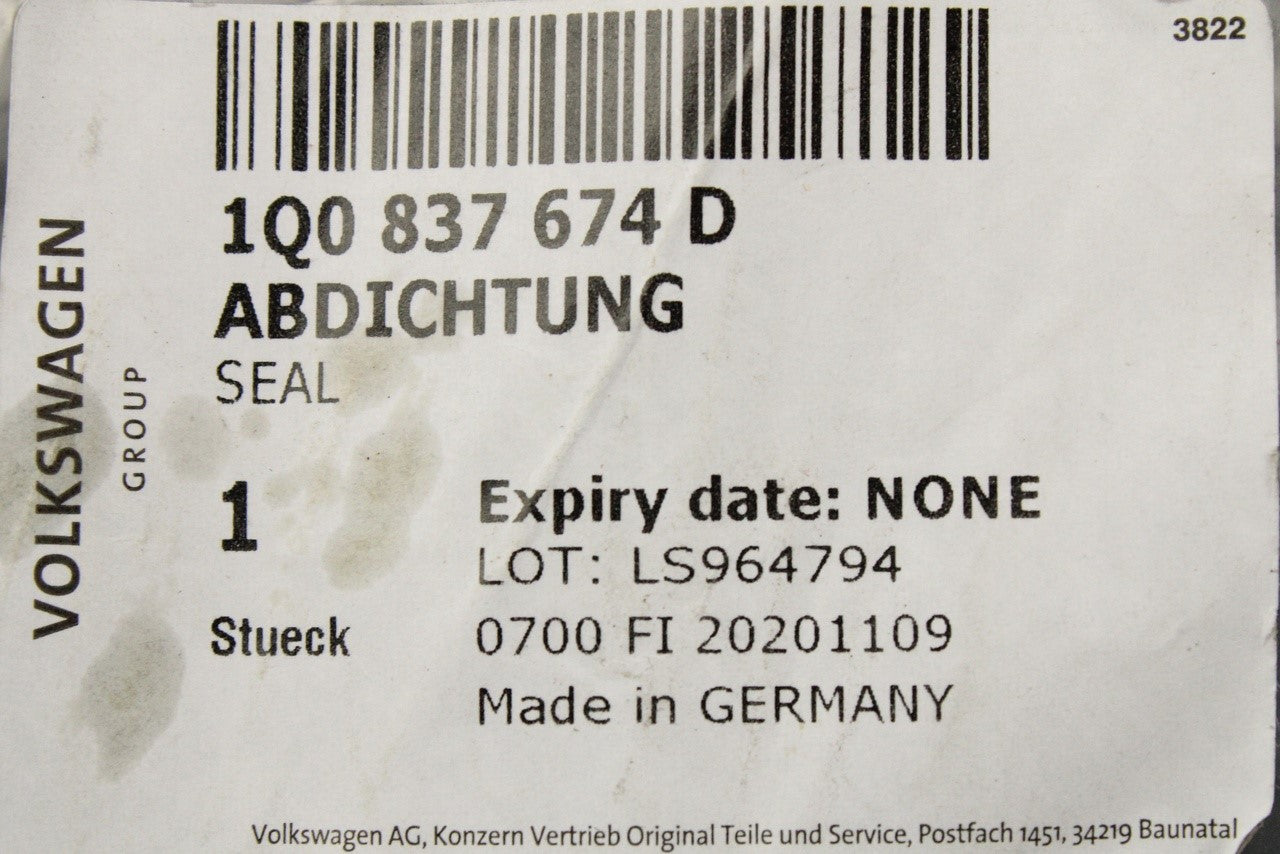 3822
1Q0 837 674 D
ABDICHTUNG
SEAL
VOLKSWAGEN
GROUP
1
Expiry date: NONE
LOT: LS964794
Stueck
0700 FI 20201109
Made in GERMANY
Volkswagen AG, Konzern Vertrieb Original Teile und Service, Postfach 1451, 34219 Baunatal